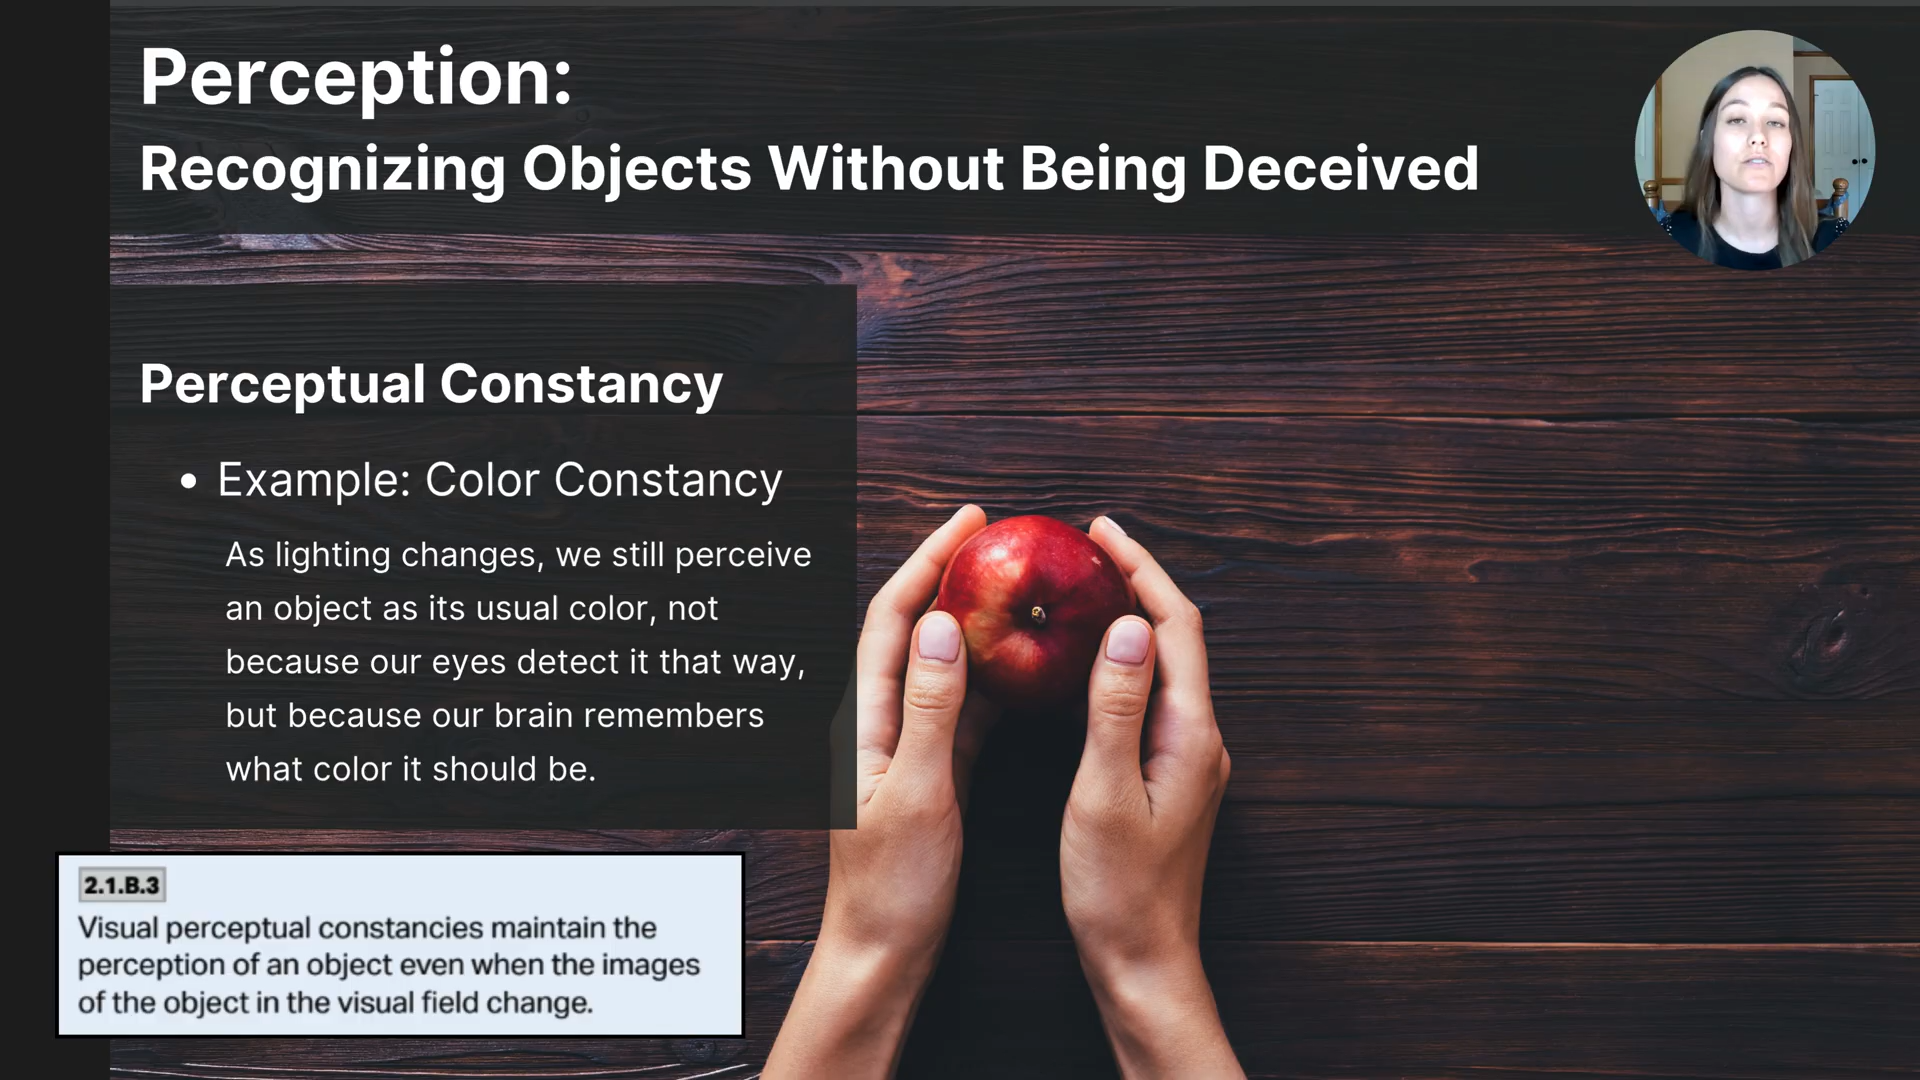 Perception:
Recognizing Objects Without Being Deceived
Perceptual Constancy
• Example: Color Constancy
As lighting changes, we still perceive
an object as its usual color, not
because our eyes detect it that way,
but because our brain remembers
what color it should be.
2.1.B.3
Visual perceptual constancies maintain the
perception of an object even when the images
of the object in the visual field change.